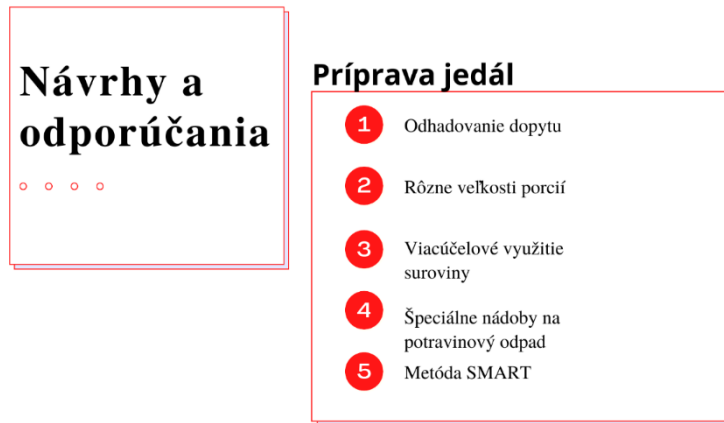 Návrhy a
odporúčania
Príprava jedál
1 Odhadovanie dopytu
2 Rôzne veľkosti porcií
3 Viacúčelové využitie
suroviny
4 Špeciálne nádoby na
potravinový odpad
5 Metóda SMART